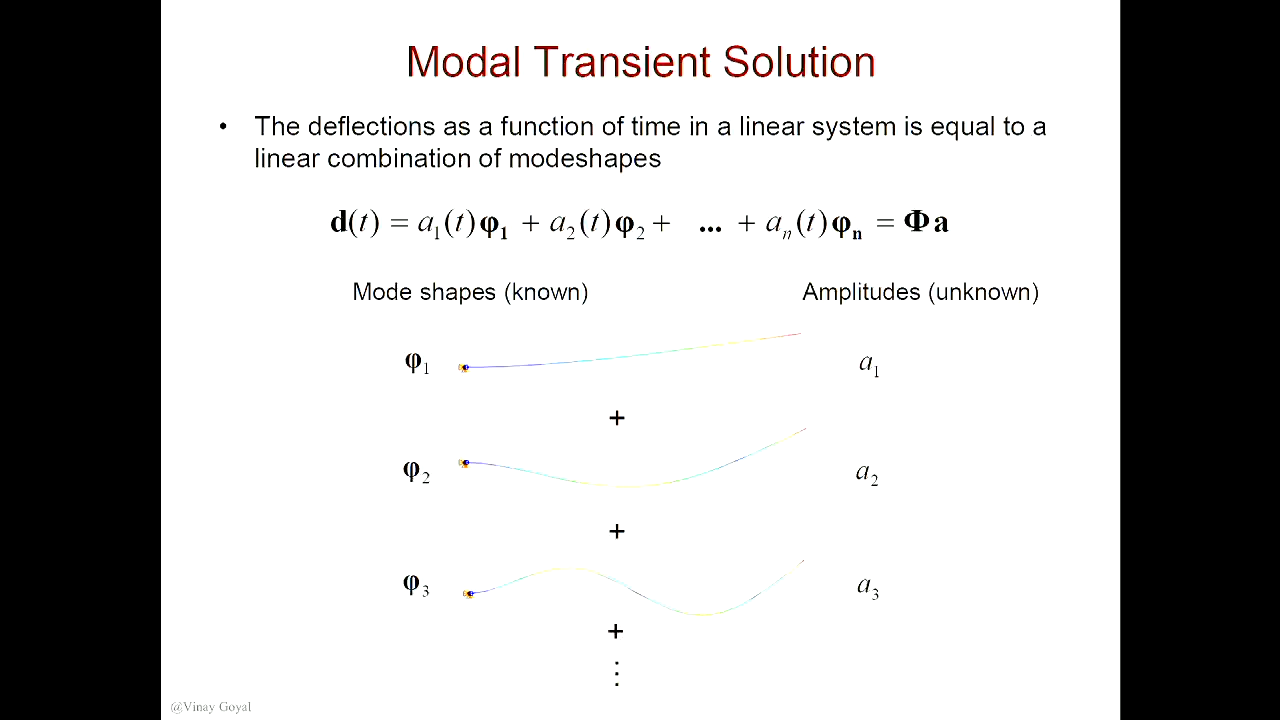 Modal Transient Solution
• The deflections as a function of time in a linear system is equal to a
linear combination of modeshapes
d(t) = a₁(t)φ₁ + a₂(t)φ₂ + ... + aₙ(t)φₙ = Φa
Mode shapes (known) Amplitudes (unknown)
φ₁ a₁
+
φ₂ a₂
+
φ₃ a₃
+
⋮
@Vinay Goyal